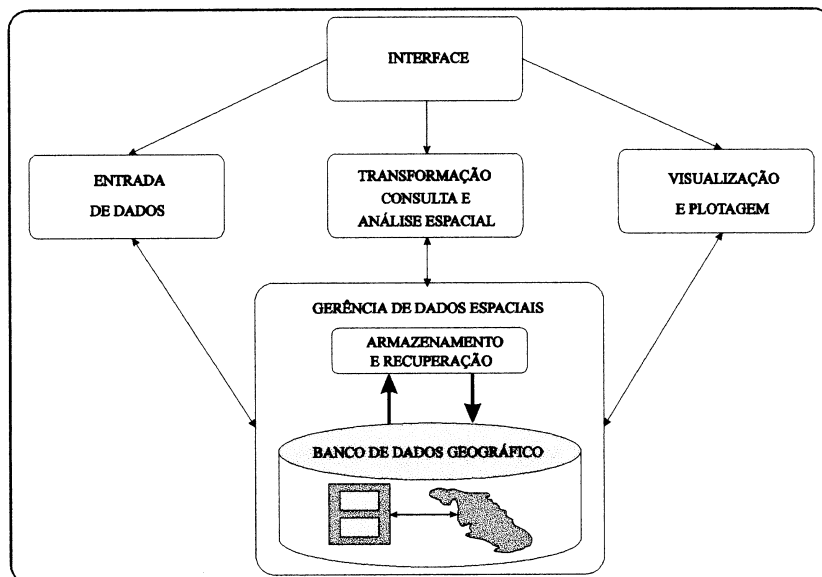 INTERFACE
ENTRADA
DE DADOS
TRANSFORMAÇÃO
CONSULTA E
ANÁLISE ESPACIAL
VISUALIZAÇÃO
E PLOTAGEM
GERÊNCIA DE DADOS ESPACIAIS
ARMAZENAMENTO
E RECUPERAÇÃO
BANCO DE DADOS GEOGRÁFICO